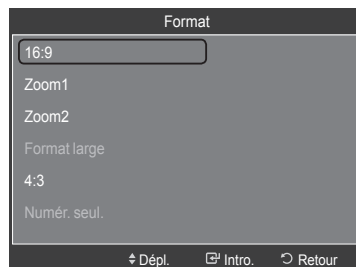 Format
16:9
Zoom1
Zoom2
Format large
4:3
Numér. seul.
Dépl. Intro. Retour